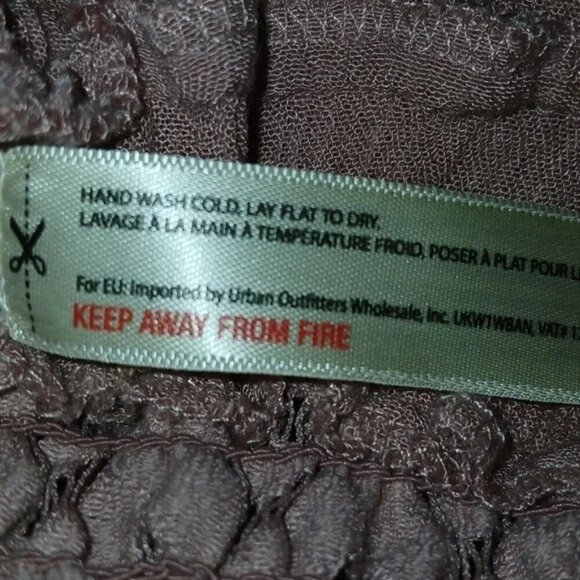 HAND WASH COLD, LAY FLAT TO DRY,
LAVAGE À LA MAIN À TEMPÉRATURE FROID, POSER À PLAT POUR
For EU: Imported by Urban Outfitters Wholesale, Inc. UKW1W8AN, VAT#
KEEP AWAY FROM FIRE